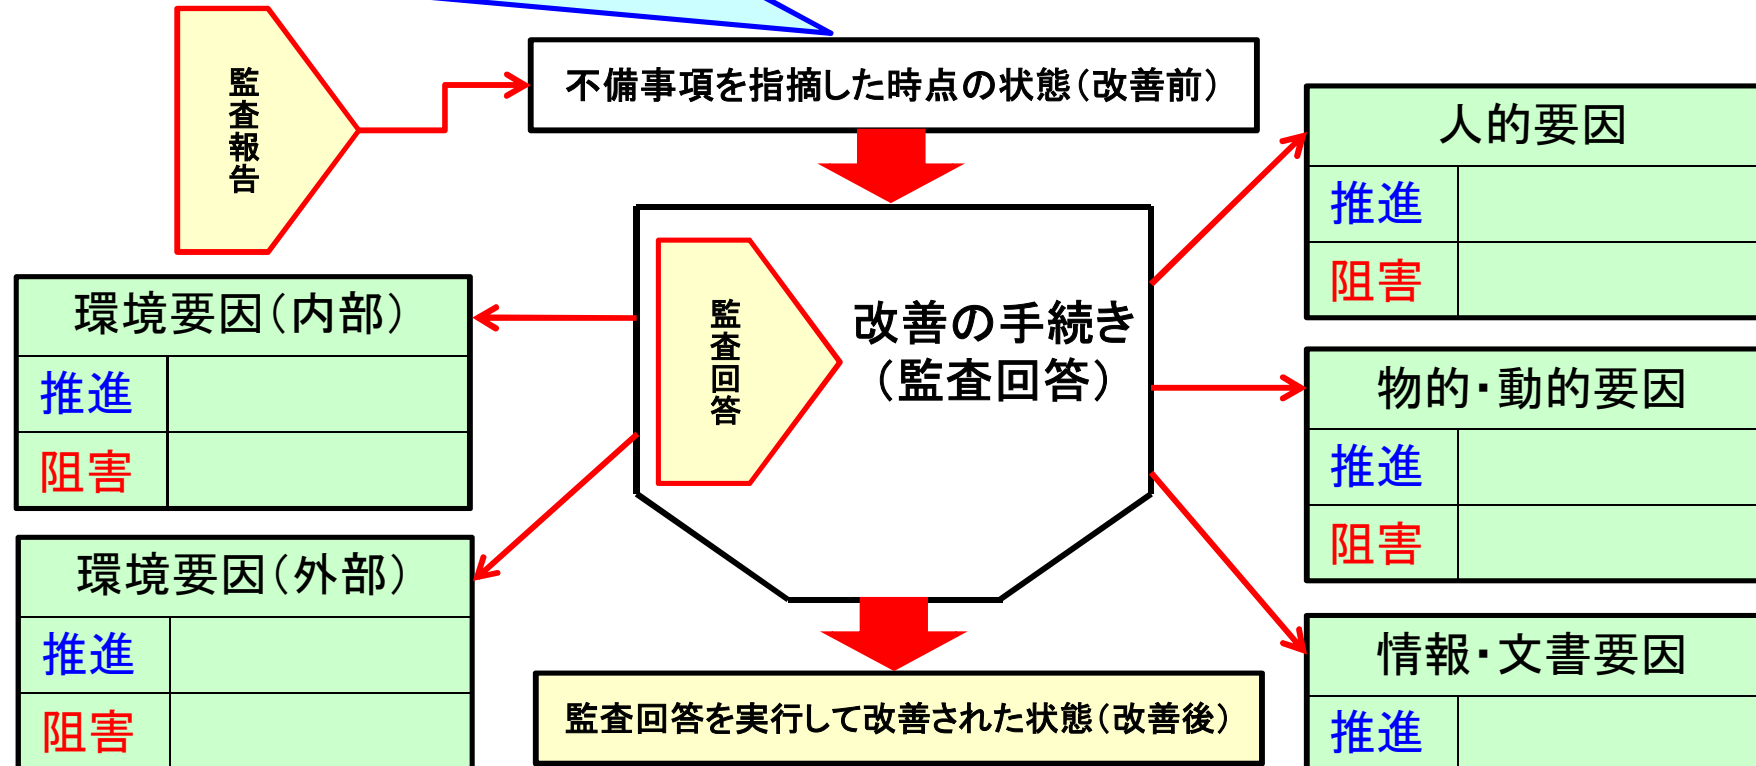 監査報告
不備事項を指摘した時点の状態（改善前）
人的要因
推進
阻害
環境要因（内部）
推進
阻害
監査回答
改善の手続き
（監査回答）
物的・動的要因
推進
阻害
環境要因（外部）
推進
阻害
情報・文書要因
推進
監査回答を実行して改善された状態（改善後）